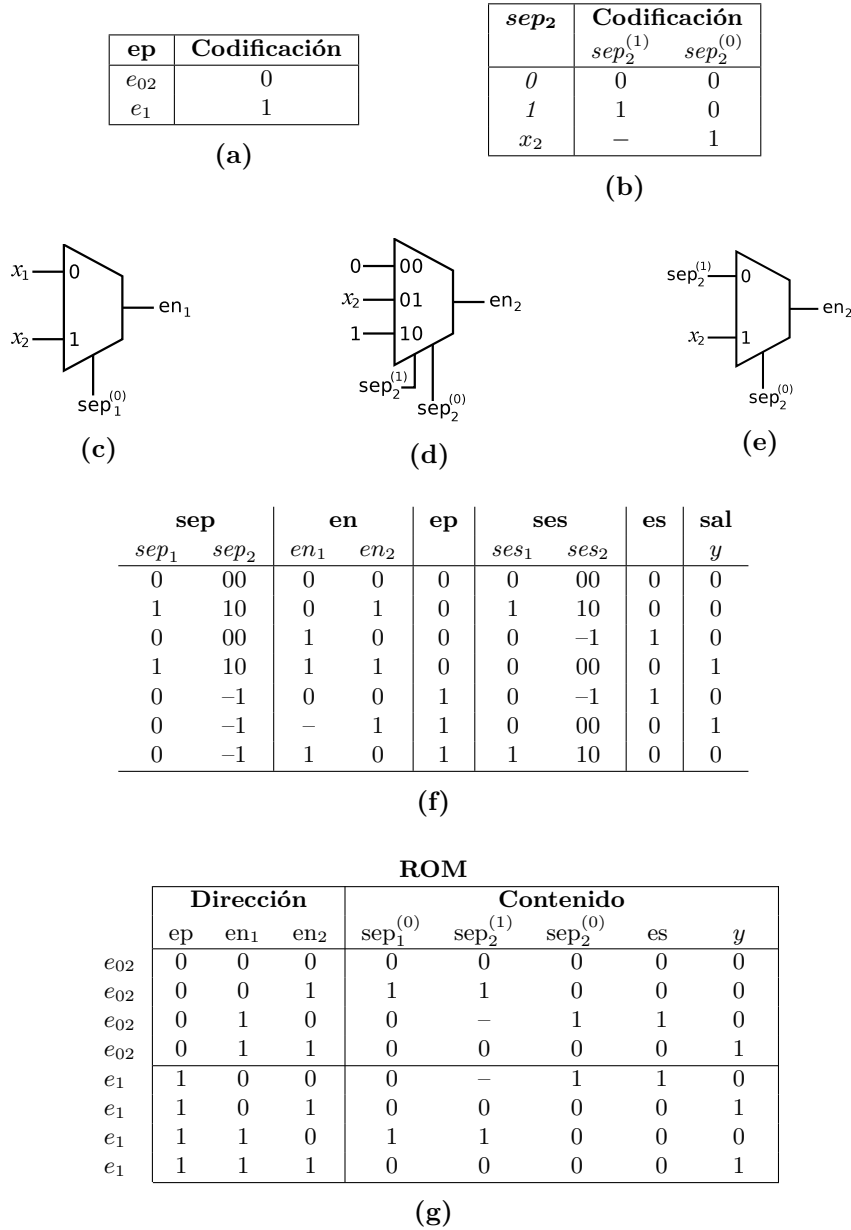 ep Codificación
e₀₂ 0
e₁ 1
(a)
sep₂ Codificación
sep₂⁽¹⁾ sep₂⁽⁰⁾
0 0 0
1 1 0
x₂ – 1
(b)
x₁ 0
en₁
x₂ 1
sep₁⁽⁰⁾
(c)
0 00
x₂ 01 en₂
1 10
sep₂⁽¹⁾
sep₂⁽⁰⁾
(d)
sep₂⁽¹⁾ 0
en₂
x₂ 1
sep₂⁽⁰⁾
(e)
sep en ep ses es sal
sep₁ sep₂ en₁ en₂ ses₁ ses₂ y
0 00 0 0 0 0 00 0 0
1 10 0 1 0 1 10 0 0
0 00 1 0 0 0 –1 1 0
1 10 1 1 0 0 00 0 1
0 –1 0 0 1 0 –1 1 0
0 –1 – 1 1 0 00 0 1
0 –1 1 0 1 1 10 0 0
(f)
ROM
Dirección Contenido
ep en₁ en₂ sep₁⁽⁰⁾ sep₂⁽¹⁾ sep₂⁽⁰⁾ es y
e₀₂ 0 0 0 0 0 0 0 0
e₀₂ 0 0 1 1 1 0 0 0
e₀₂ 0 1 0 0 – 1 1 0
e₀₂ 0 1 1 0 0 0 0 1
e₁ 1 0 0 0 – 1 1 0
e₁ 1 0 1 0 0 0 0 1
e₁ 1 1 0 1 1 0 0 0
e₁ 1 1 1 0 0 0 0 1
(g)